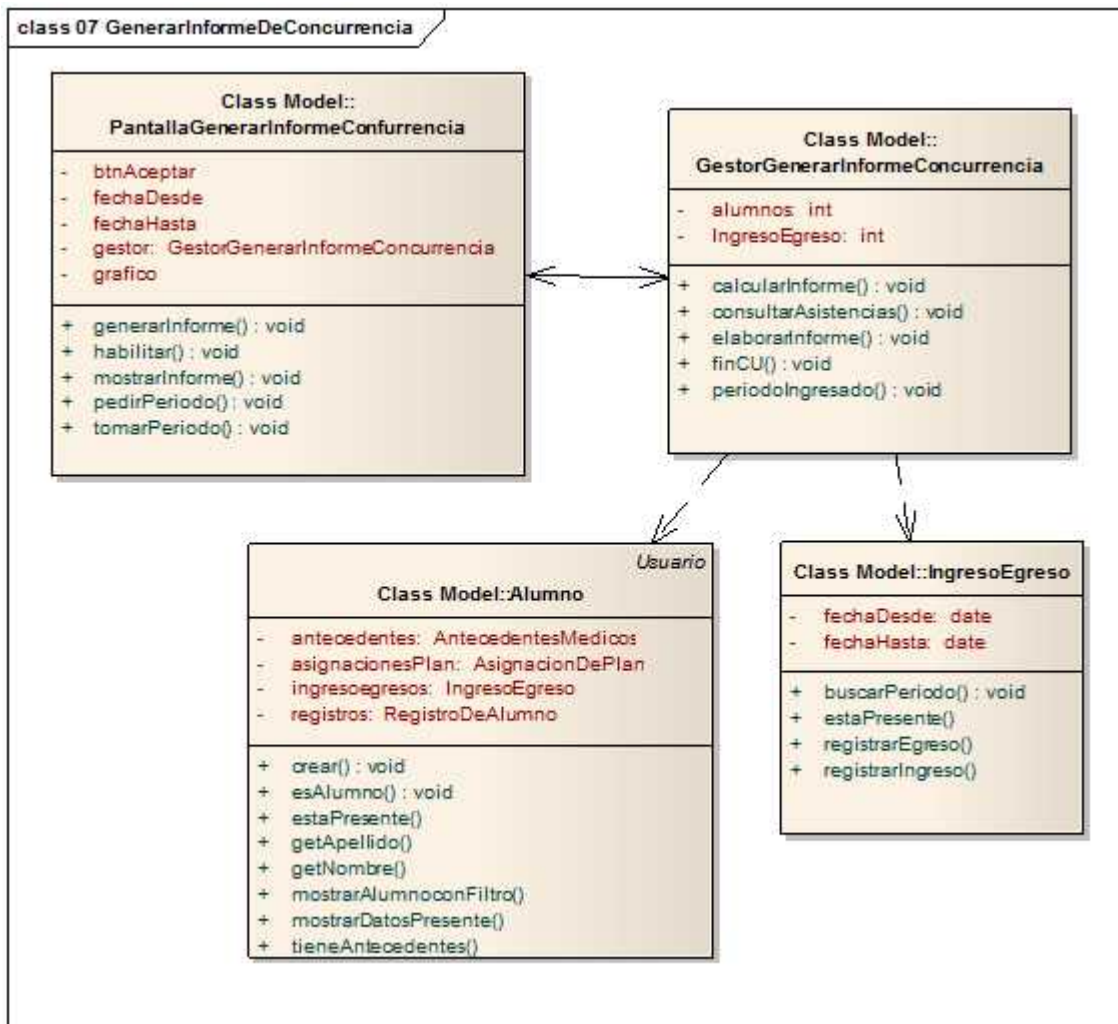 class 07 GenerarInformeDeConcurrencia
Class Model::
PantallaGenerarInformeConfurrencia
- btnAceptar
- fechaDesde
- fechaHasta
- gestor: GestorGenerarInformeConcurrencia
- grafico
+ generarInforme() : void
+ habilitar() : void
+ mostrarInforme() : void
+ pedirPeriodo() : void
+ tomarPeriodo() : void
Class Model::
GestorGenerarInformeConcurrencia
- alumnos: int
- IngresoEgreso: int
+ calcularInforme() : void
+ consultarAsistencias() : void
+ elaborarInforme() : void
+ finCU() : void
+ periodoIngresado() : void
Usuario
Class Model::Alumno
- antecedentes: AntecedentesMedicos
- asignacionesPlan: AsignacionDePlan
- ingresoegresos: IngresoEgreso
- registros: RegistroDeAlumno
+ crear() : void
+ esAlumno() : void
+ estaPresente()
+ getApellido()
+ getNombre()
+ mostrarAlumnoconFiltro()
+ mostrarDatosPresente()
+ tieneAntecedentes()
Class Model::IngresoEgreso
- fechaDesde: date
- fechaHasta: date
+ buscarPeriodo() : void
+ estaPresente()
+ registrarEgreso()
+ registrarIngreso()